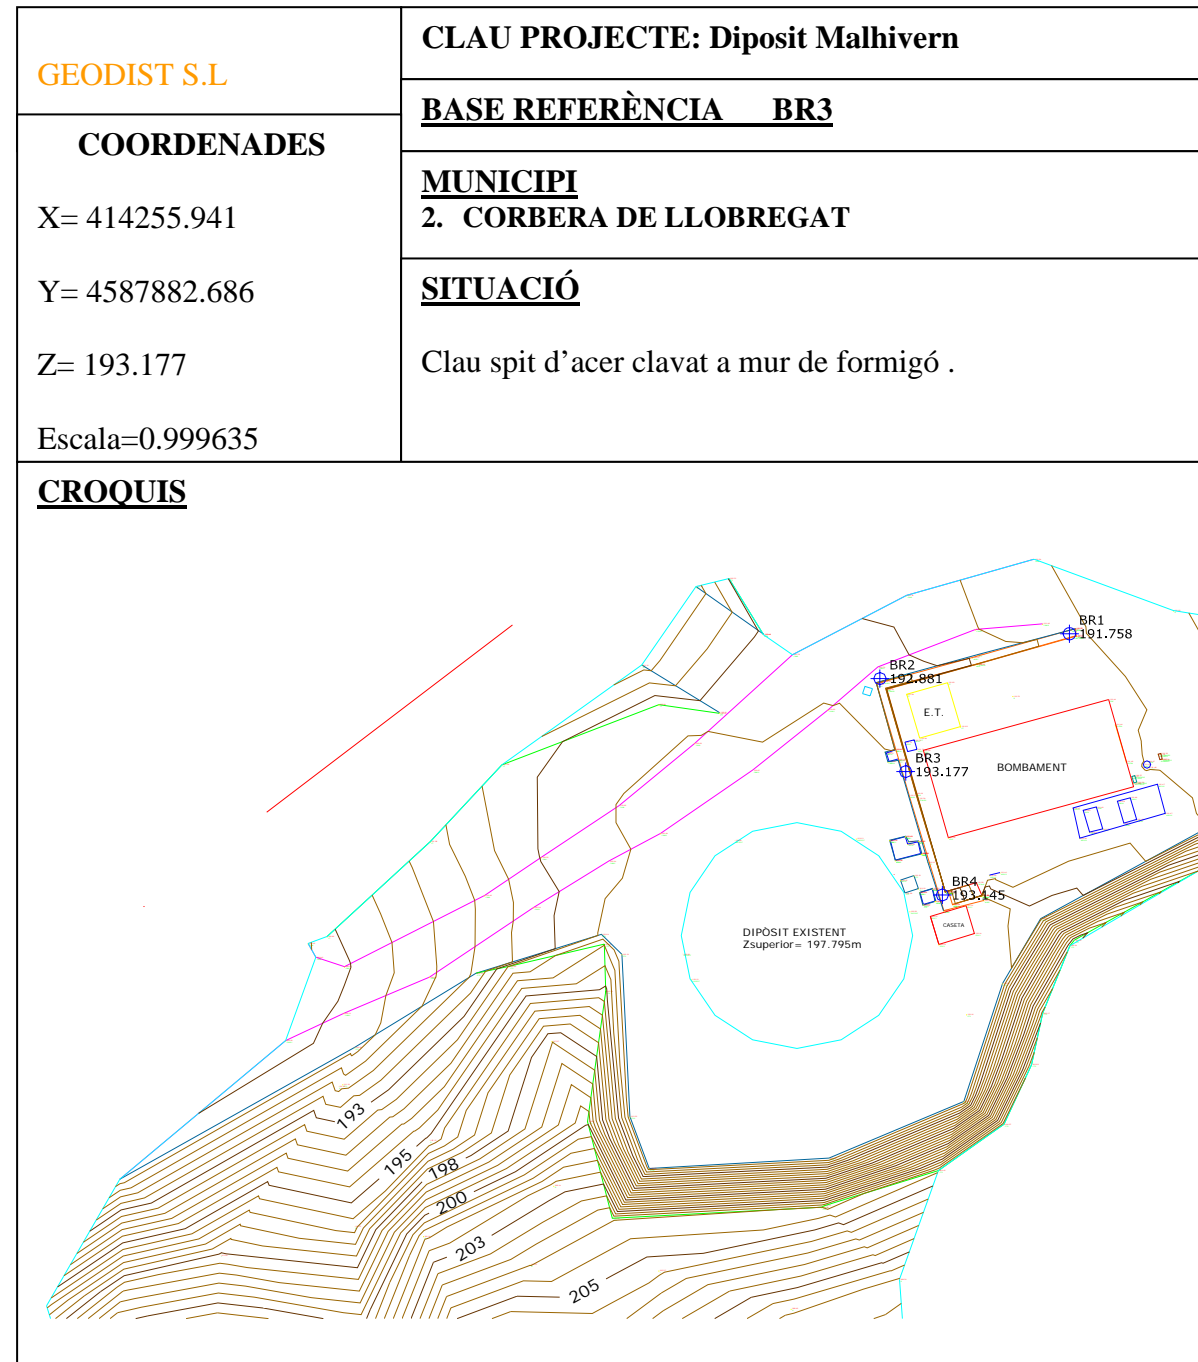 GEODIST S.L
COORDENADES
X= 414255.941
Y= 4587882.686
Z= 193.177
Escala=0.999635
CLAU PROJECTE: Diposit Malhivern
BASE REFERÈNCIA BR3
MUNICIPI
2. CORBERA DE LLOBREGAT
SITUACIÓ
Clau spit d’acer clavat a mur de formigó .
CROQUIS
BR1
191.758
BR2
192.881
E.T.
BR3
193.177
BOMBAMENT
BR4
193.145
CASETA
DIPÒSIT EXISTENT
Zsuperior= 197.795m
193
195
198
200
203
205